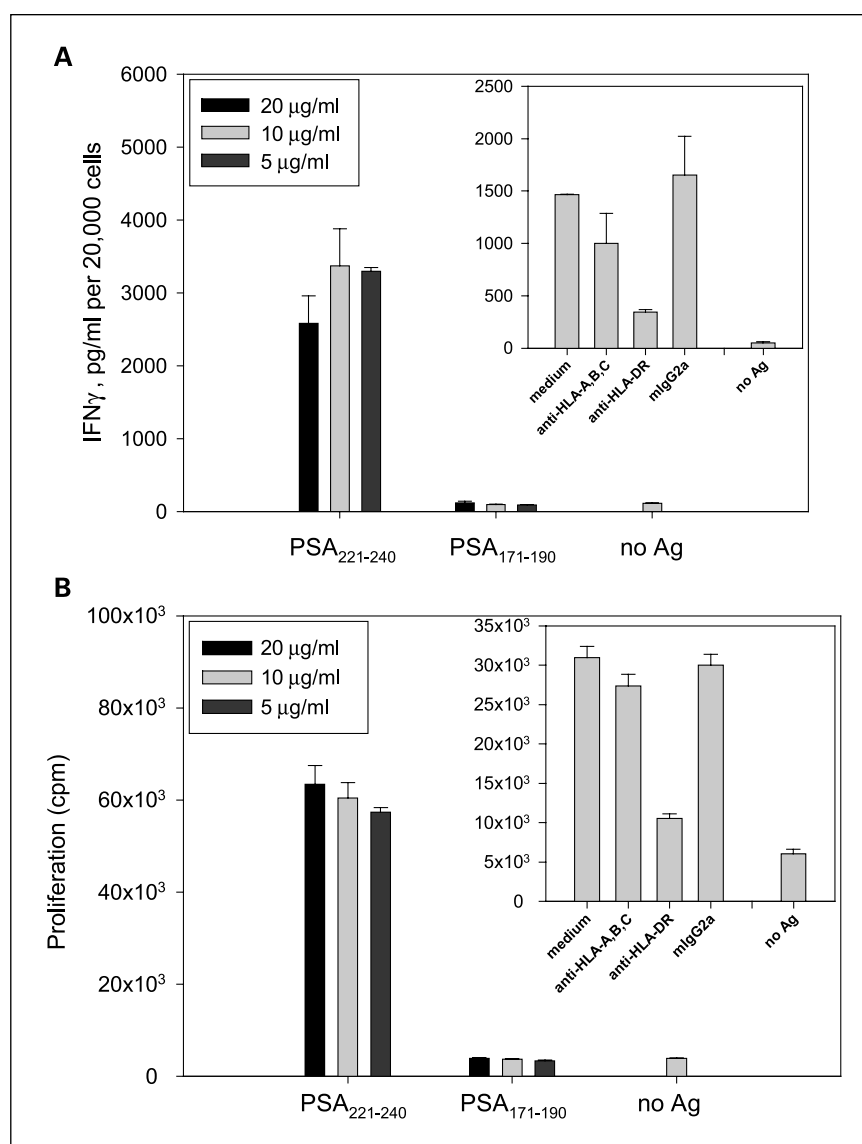 A
IFNγ, pg/ml per 20,000 cells
6000
5000
4000
3000
2000
1000
0
20 μg/ml
10 μg/ml
5 μg/ml
2500
2000
1500
1000
500
0
medium
anti-HLA-A,B,C
anti-HLA-DR
mIgG2a
no Ag
PSA221-240
PSA171-190
no Ag
B
Proliferation (cpm)
100x10³
80x10³
60x10³
40x10³
20x10³
0
20 μg/ml
10 μg/ml
5 μg/ml
35x10³
30x10³
25x10³
20x10³
15x10³
10x10³
5x10³
0
medium
anti-HLA-A,B,C
anti-HLA-DR
mIgG2a
no Ag
PSA221-240
PSA171-190
no Ag